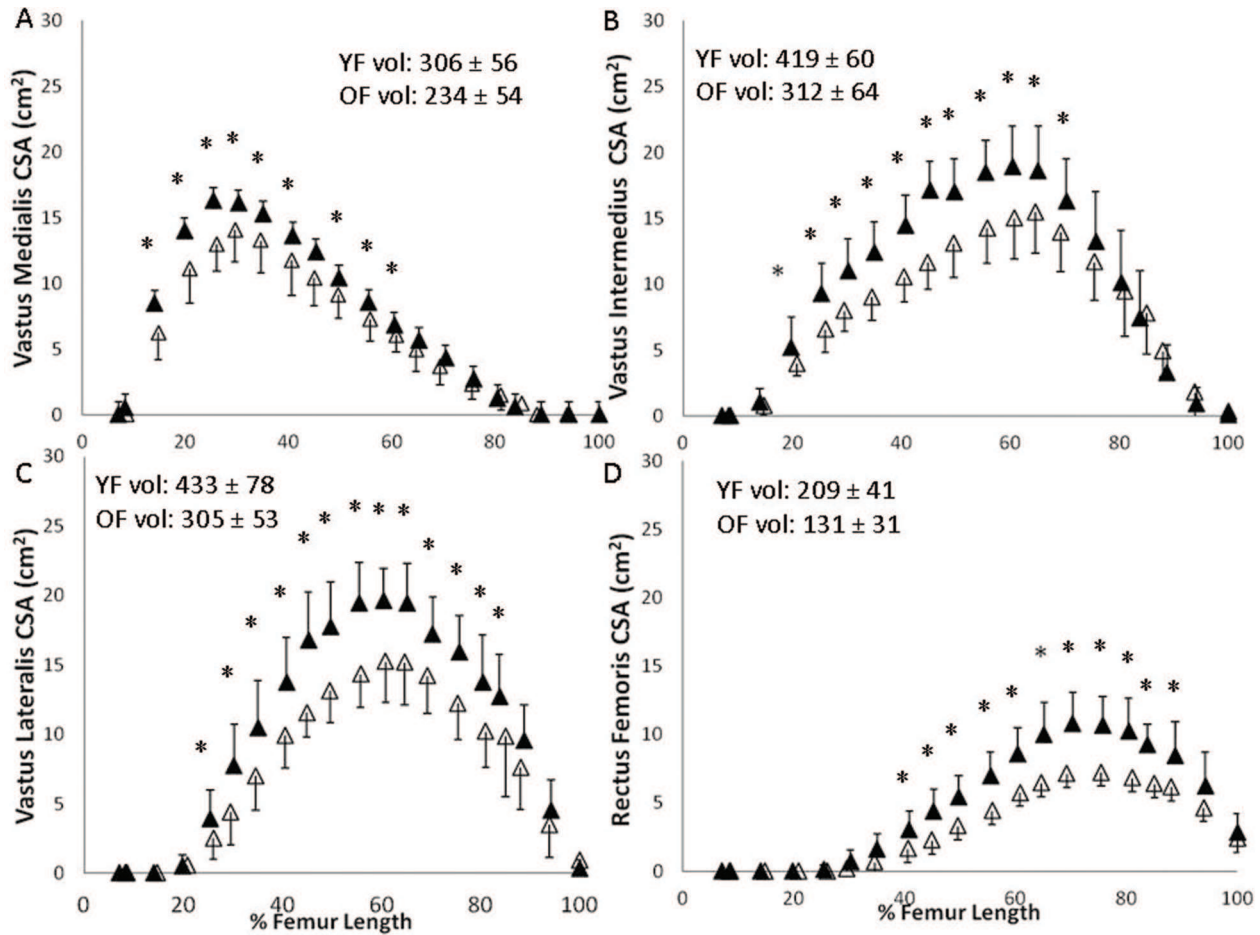 A
30
25
20
15
10
5
0
Vastus Medialis CSA (cm²)
YF vol: 306 ± 56
OF vol: 234 ± 54
* * * * * * * * *
0 20 40 60 80 100
B
30
25
20
15
10
5
0
Vastus Intermedius CSA (cm²)
YF vol: 419 ± 60
OF vol: 312 ± 64
* * * * * * * * * * *
0 20 40 60 80 100
C
30
25
20
15
10
5
0
Vastus Lateralis CSA (cm²)
YF vol: 433 ± 78
OF vol: 305 ± 53
* * * * * * * * * * * * *
0 20 40 60 80 100
% Femur Length
D
30
25
20
15
10
5
0
Rectus Femoris CSA (cm²)
YF vol: 209 ± 41
OF vol: 131 ± 31
* * * * * * * * * * *
0 20 40 60 80 100
% Femur Length